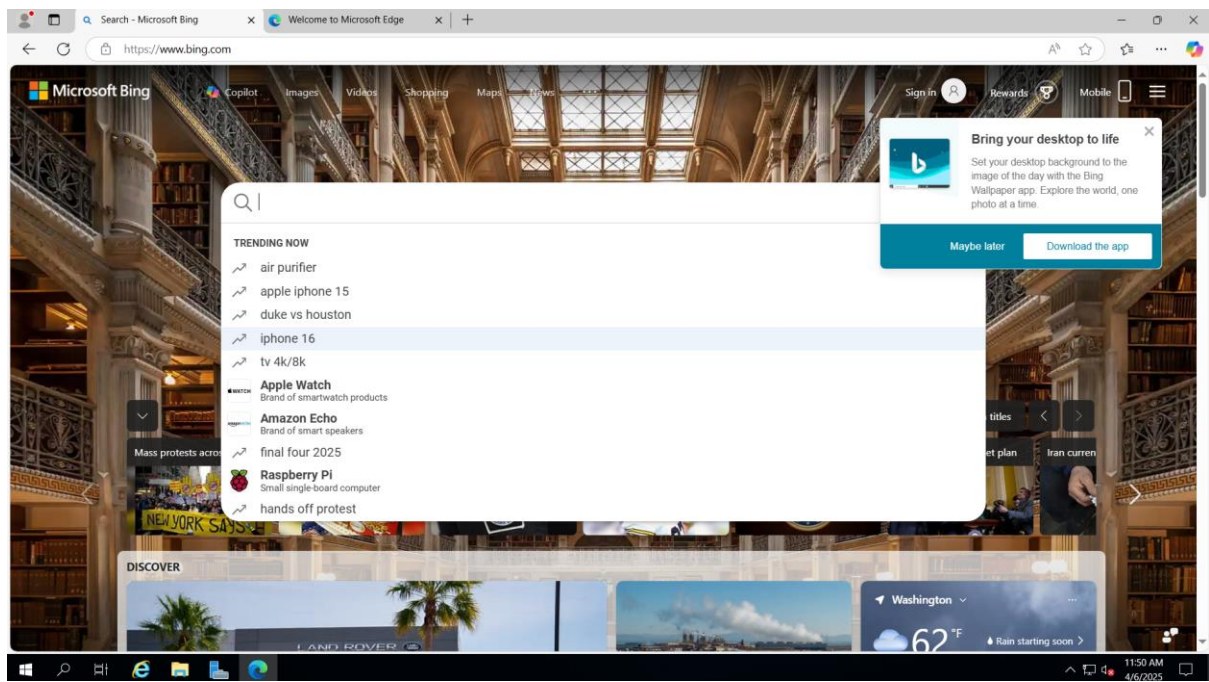 Search - Microsoft Bing
Welcome to Microsoft Edge
https://www.bing.com
Microsoft Bing
Copilot Images Videos Shopping Maps News
Sign in Rewards Mobile
Bring your desktop to life
Set your desktop background to the
image of the day with the Bing
Wallpaper app. Explore the world, one
photo at a time.
Maybe later
Download the app
TRENDING NOW
air purifier
apple iphone 15
duke vs houston
iphone 16
tv 4k/8k
Apple Watch
Brand of smartwatch products
Amazon Echo
Brand of smart speakers
final four 2025
Raspberry Pi
Small single-board computer
hands off protest
titles
Mass protests acros
et plan
Iran curren
NEW YORK SAYS
DISCOVER
LAND ROVER
Washington
62°F
Rain starting soon
11:50 AM
4/6/2025